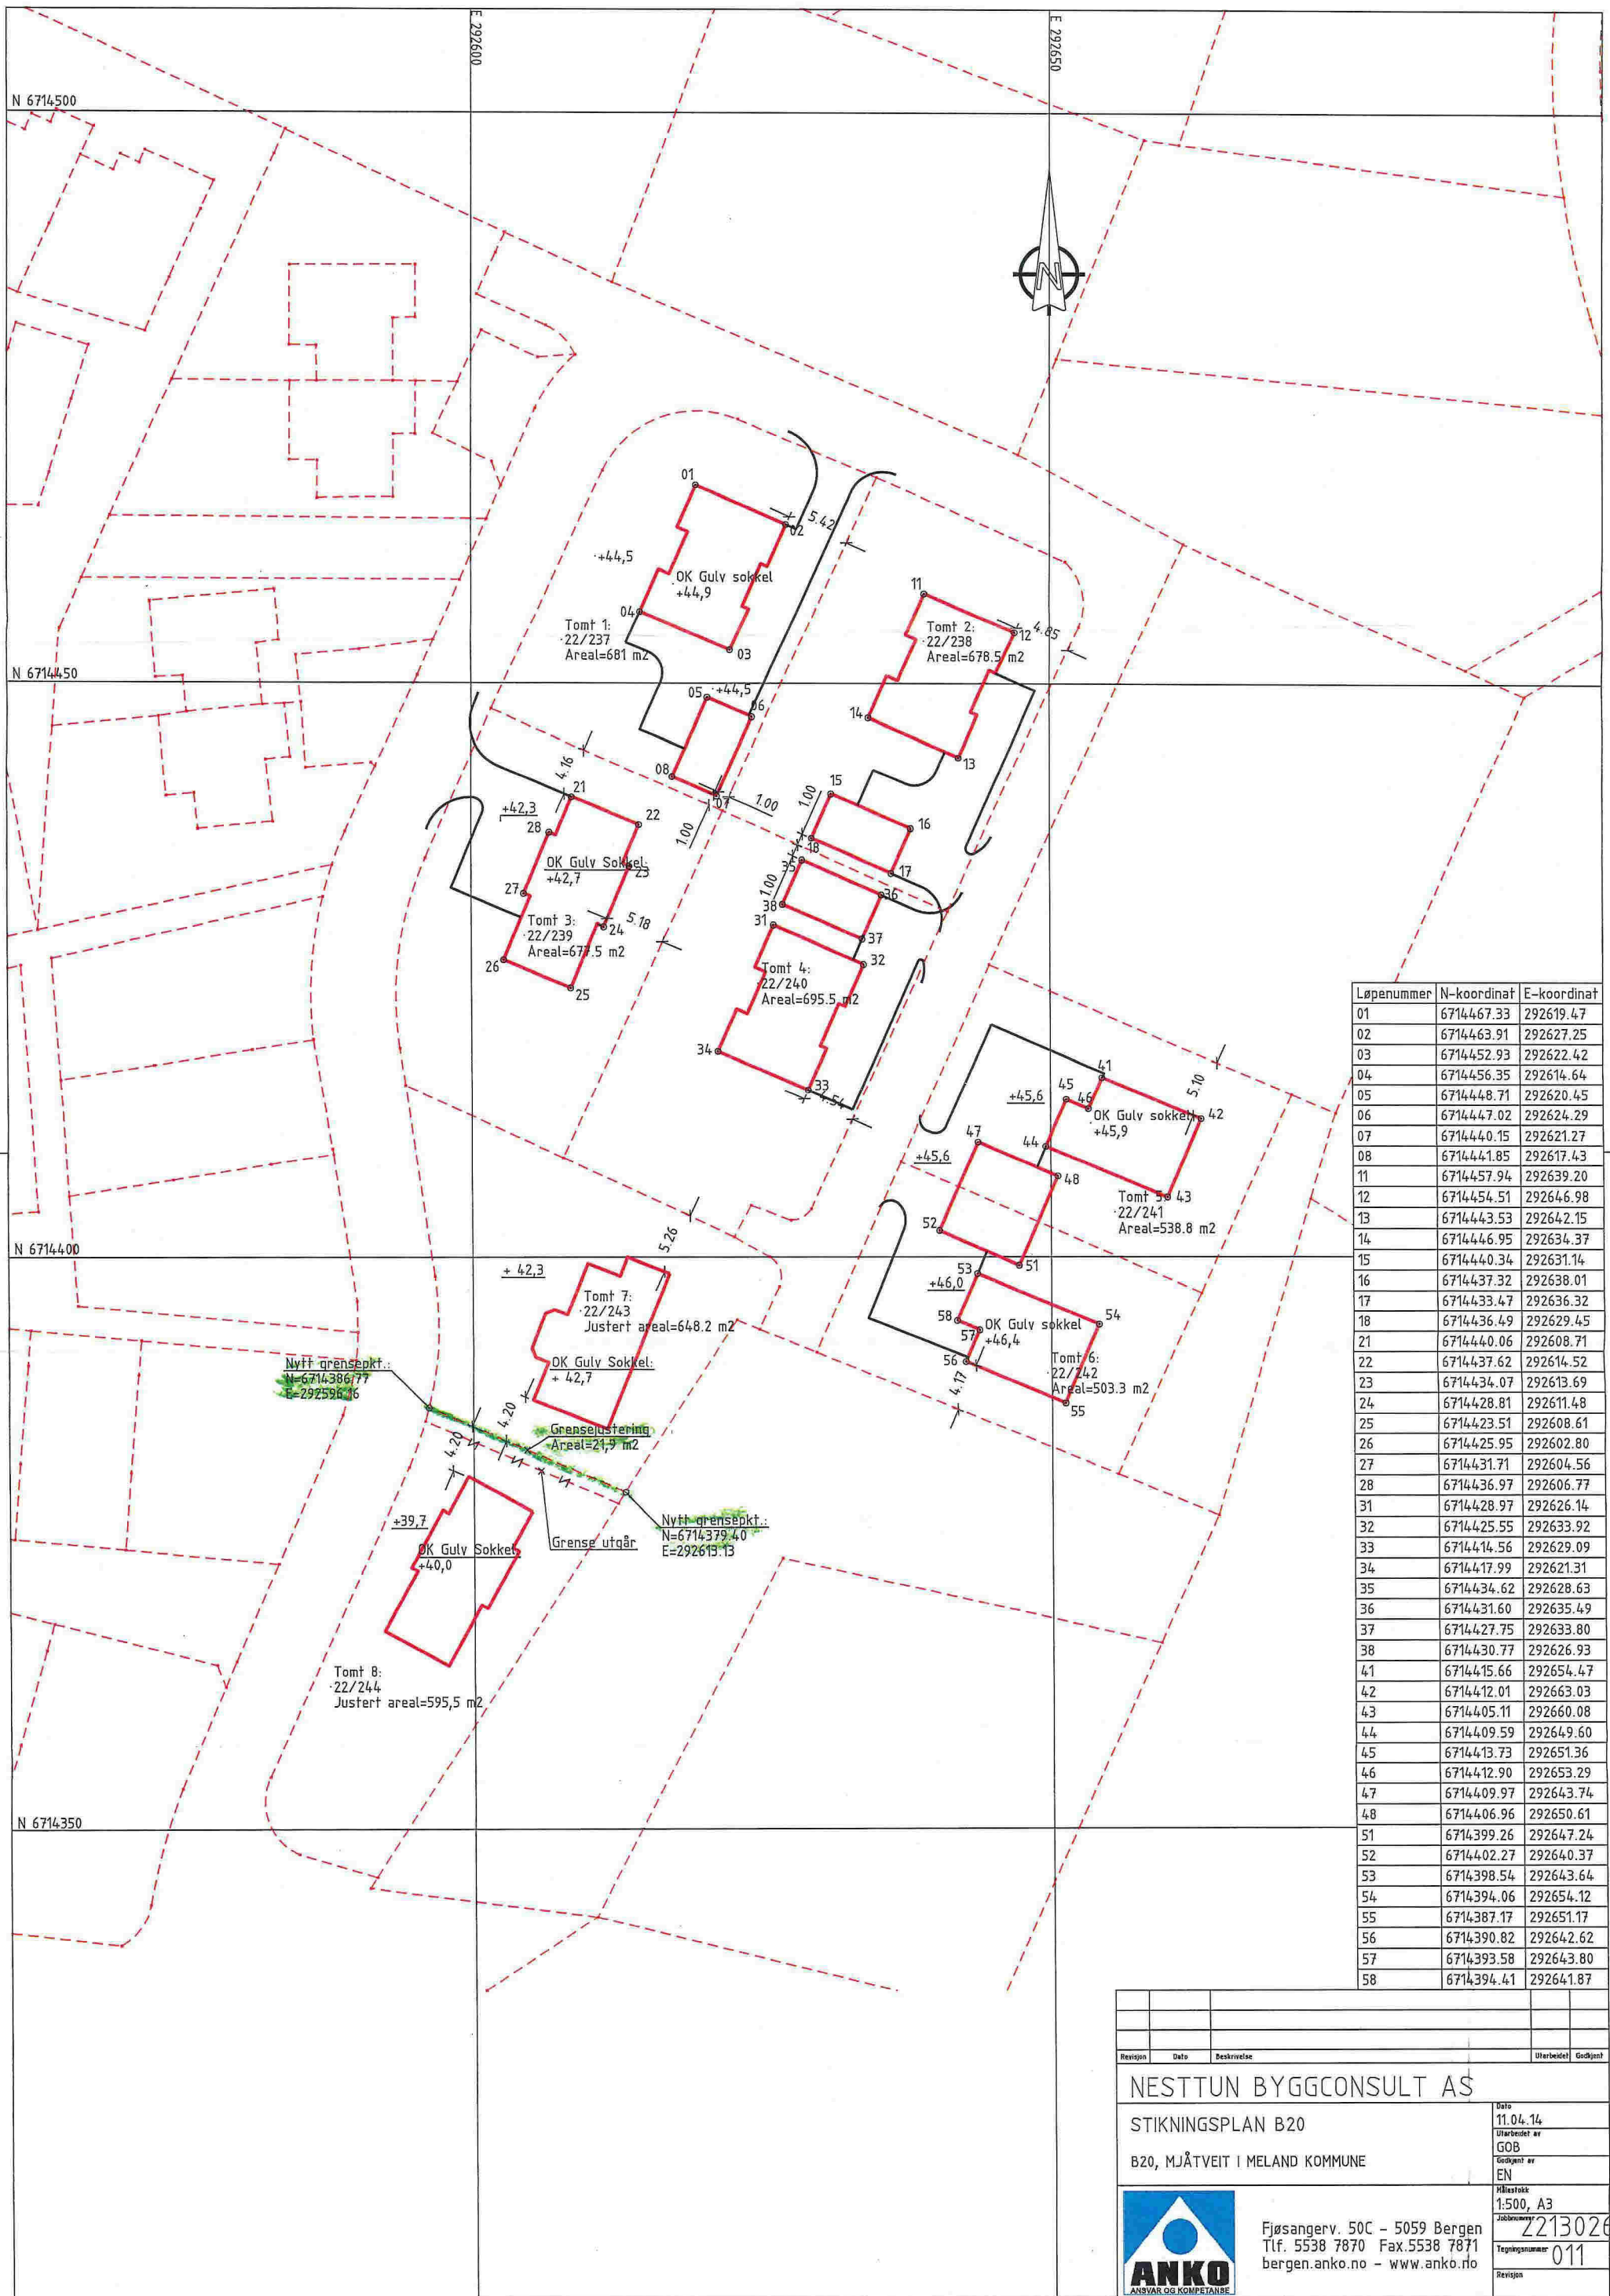 E 292600
E 292650
N 6714500
01
02
5.42
+44,5
OK Gulv sokkel
+44,9
04
Tomt 1:
22/237
Areal=681 m2
03
11
12
4.85
Tomt 2:
22/238
Areal=678.5 m2
N 6714450
05
+44,5
06
14
13
08
07
1.00
1.00
4.16
21
22
+42,3
28
OK Gulv Sokkel:
+42,7
23
27
Tomt 3:
22/239
Areal=677.5 m2
5.18
24
26
25
15
1.00
16
18
17
35
36
1.00
38
31
37
32
Tomt 4:
22/240
Areal=695.5 m2
34
33
4.54
41
5.10
45
46
+45,6
OK Gulv sokkel
+45,9
42
47
44
+45,6
48
Tomt 5:
43
22/241
Areal=538.8 m2
52
51
53
+46,0
54
58
57
OK Gulv sokkel
+46,4
56
Tomt 6:
22/242
Areal=503.3 m2
4.17
55
N 6714400
5.26
+ 42,3
Tomt 7:
22/243
Justert areal=648.2 m2
OK Gulv Sokkel:
+ 42,7
Nytt grensepkt.:
N=6714386.77
E=292596.16
4.20
4.20
Grensejustering
Areal=21,9 m2
+39,7
OK Gulv Sokkel:
+40,0
Grense utgår
Nytt grensepkt.:
N=6714379.40
E=292613.13
Tomt 8:
22/244
Justert areal=595,5 m2
N 6714350
Løpenummer N-koordinat E-koordinat
01 6714467.33 292619.47
02 6714463.91 292627.25
03 6714452.93 292622.42
04 6714456.35 292614.64
05 6714448.71 292620.45
06 6714447.02 292624.29
07 6714440.15 292621.27
08 6714441.85 292617.43
11 6714457.94 292639.20
12 6714454.51 292646.98
13 6714443.53 292642.15
14 6714446.95 292634.37
15 6714440.34 292631.14
16 6714437.32 292638.01
17 6714433.47 292636.32
18 6714436.49 292629.45
21 6714440.06 292608.71
22 6714437.62 292614.52
23 6714434.07 292613.69
24 6714428.81 292611.48
25 6714423.51 292608.61
26 6714425.95 292602.80
27 6714431.71 292604.56
28 6714436.97 292606.77
31 6714428.97 292626.14
32 6714425.55 292633.92
33 6714414.56 292629.09
34 6714417.99 292621.31
35 6714434.62 292628.63
36 6714431.60 292635.49
37 6714427.75 292633.80
38 6714430.77 292626.93
41 6714415.66 292654.47
42 6714412.01 292663.03
43 6714405.11 292660.08
44 6714409.59 292649.60
45 6714413.73 292651.36
46 6714412.90 292653.29
47 6714409.97 292643.74
48 6714406.96 292650.61
51 6714399.26 292647.24
52 6714402.27 292640.37
53 6714398.54 292643.64
54 6714394.06 292654.12
55 6714387.17 292651.17
56 6714390.82 292642.62
57 6714393.58 292643.80
58 6714394.41 292641.87
Revisjon Dato Beskrivelse Utarbeidet Godkjent
NESTTUN BYGGCONSULT AS
STIKNINGSPLAN B20
B20, MJÅTVEIT I MELAND KOMMUNE
Dato
11.04.14
Utarbeidet av
GOB
Godkjent av
EN
Målestokk
1:500, A3
Jobbnummer 2213026
Tegningsnummer 011
Revisjon
ANKO
ANSVAR OG KOMPETANSE
Fjøsangerv. 50C - 5059 Bergen
Tlf. 5538 7870 Fax.5538 7871
bergen.anko.no - www.anko.no
N